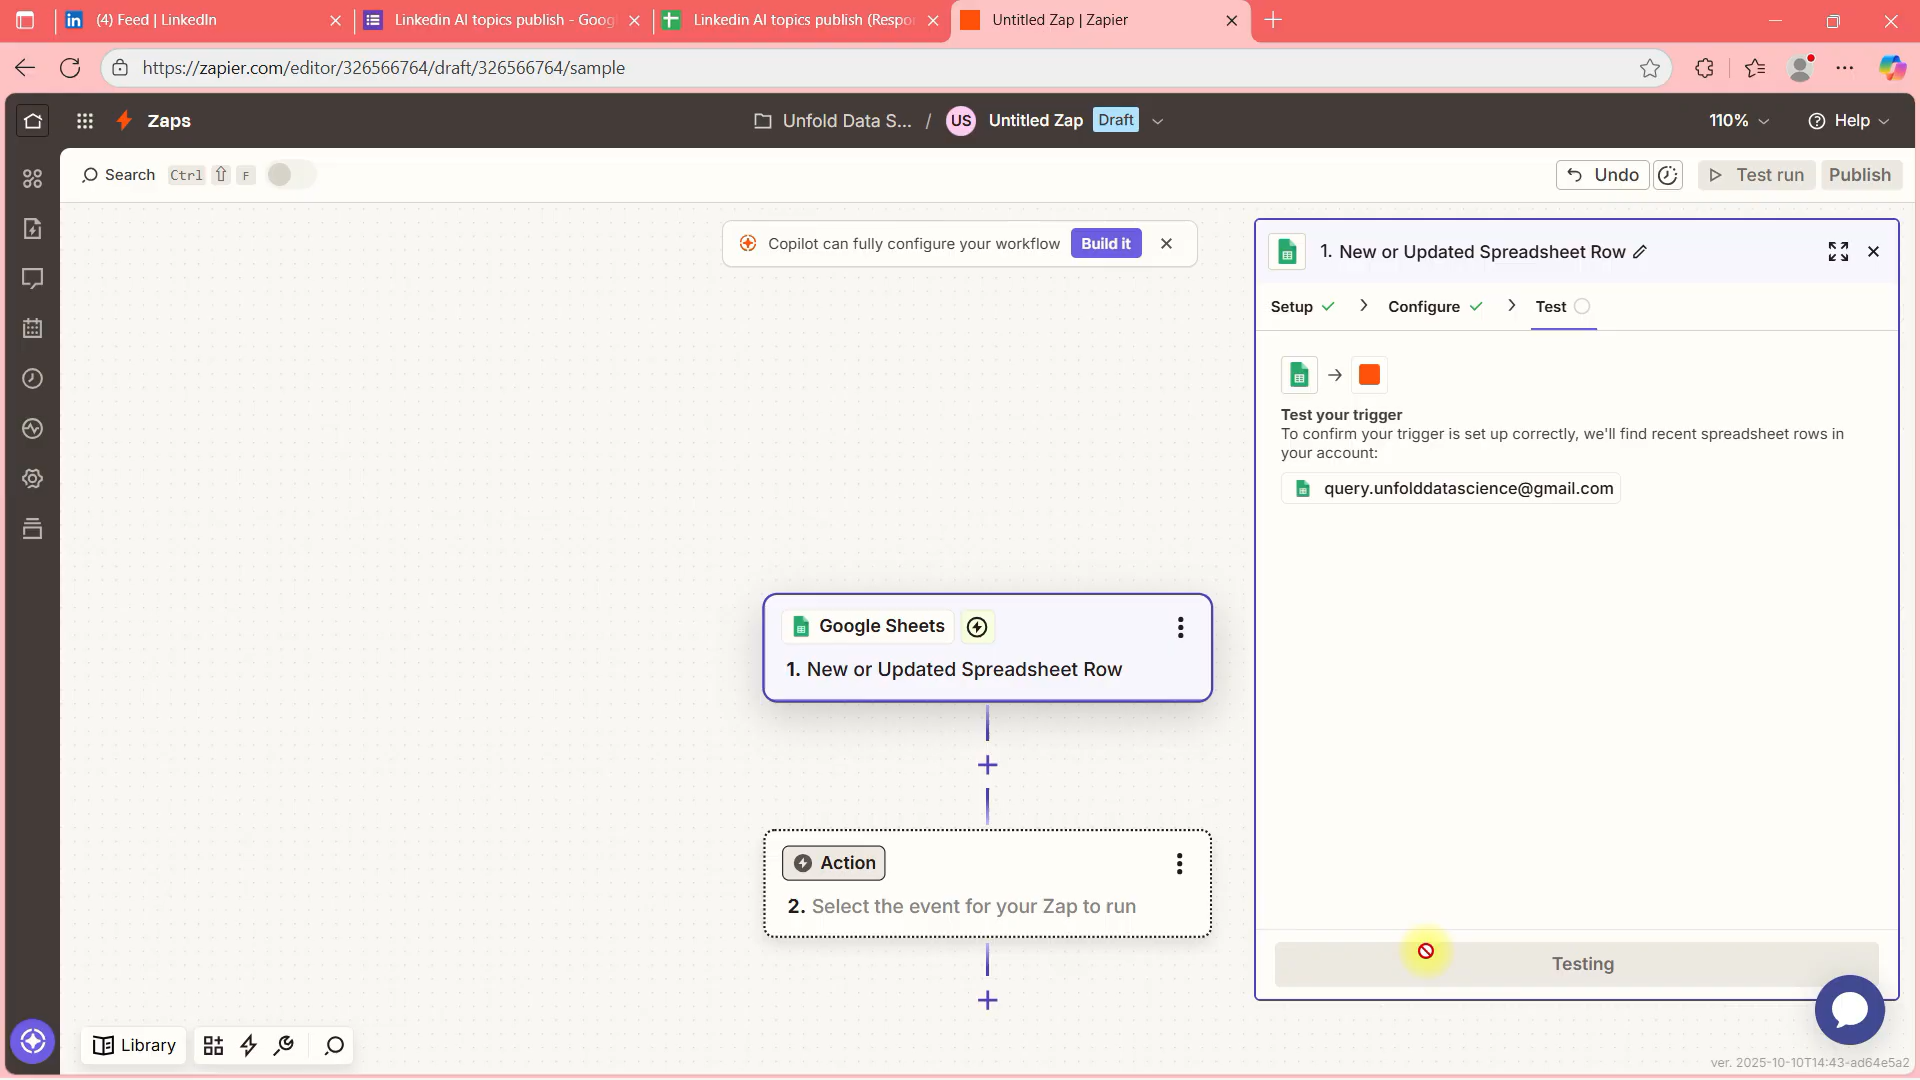 (4) Feed | LinkedIn
Linkedin AI topics publish - Goog
Linkedin AI topics publish (Respo
Untitled Zap | Zapier
https://zapier.com/editor/326566764/draft/326566764/sample
Zaps
Unfold Data S... / US Untitled Zap Draft
110%
Help
Search Ctrl F
Undo
Test run
Publish
Copilot can fully configure your workflow Build it
1. New or Updated Spreadsheet Row
Setup
Configure
Test
Test your trigger
To confirm your trigger is set up correctly, we'll find recent spreadsheet rows in
your account:
query.unfolddatascience@gmail.com
Google Sheets
1. New or Updated Spreadsheet Row
Action
2. Select the event for your Zap to run
Testing
Library
ver. 2025-10-10T14:43-ad64e5a2